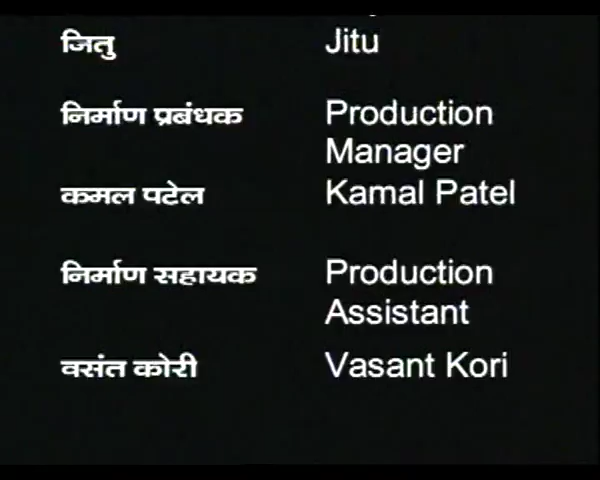 जितु Jitu
निर्माण प्रबंधक Production
Manager
कमल पटेल Kamal Patel
निर्माण सहायक Production
Assistant
वसंत कोरी Vasant Kori